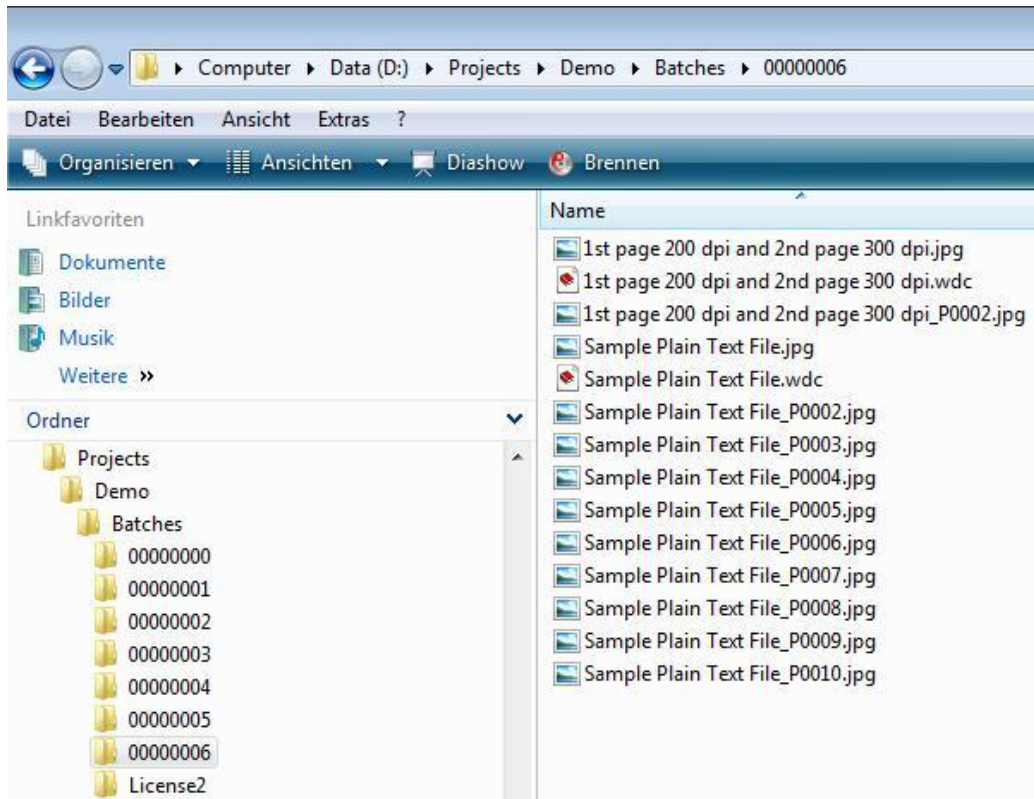 Computer Data (D:) Projects Demo Batches 00000006
Datei Bearbeiten Ansicht Extras ?
Organisieren Ansichten Diashow Brennen
Linkfavoriten
Dokumente
Bilder
Musik
Weitere »
Ordner
Projects
Demo
Batches
00000000
00000001
00000002
00000003
00000004
00000005
00000006
License2
Name
1st page 200 dpi and 2nd page 300 dpi.jpg
1st page 200 dpi and 2nd page 300 dpi.wdc
1st page 200 dpi and 2nd page 300 dpi_P0002.jpg
Sample Plain Text File.jpg
Sample Plain Text File.wdc
Sample Plain Text File_P0002.jpg
Sample Plain Text File_P0003.jpg
Sample Plain Text File_P0004.jpg
Sample Plain Text File_P0005.jpg
Sample Plain Text File_P0006.jpg
Sample Plain Text File_P0007.jpg
Sample Plain Text File_P0008.jpg
Sample Plain Text File_P0009.jpg
Sample Plain Text File_P0010.jpg